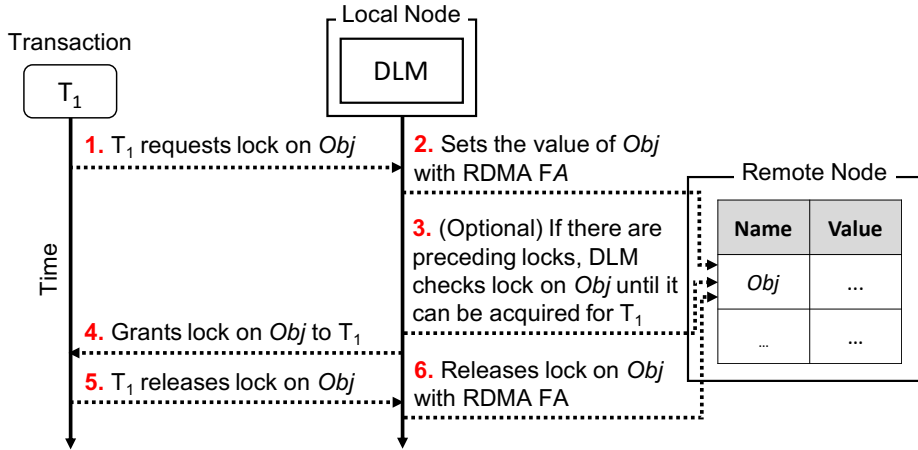 Transaction
Local Node
T1
DLM
1. T1 requests lock on Obj
2. Sets the value of Obj
with RDMA FA
Remote Node
Name Value
Obj ...
... ...
3. (Optional) If there are
preceding locks, DLM
checks lock on Obj until it
can be acquired for T1
Time
4. Grants lock on Obj to T1
5. T1 releases lock on Obj
6. Releases lock on Obj
with RDMA FA